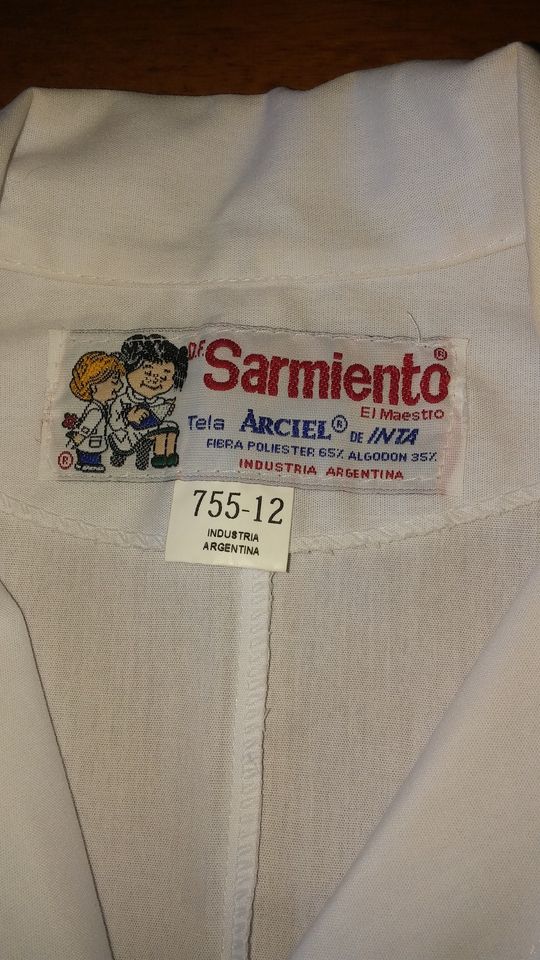 D.F. Sarmiento®
El Maestro
Tela ARCIEL® DE INTA
FIBRA POLIESTER 65% ALGODON 35%
® INDUSTRIA ARGENTINA
755-12
INDUSTRIA
ARGENTINA